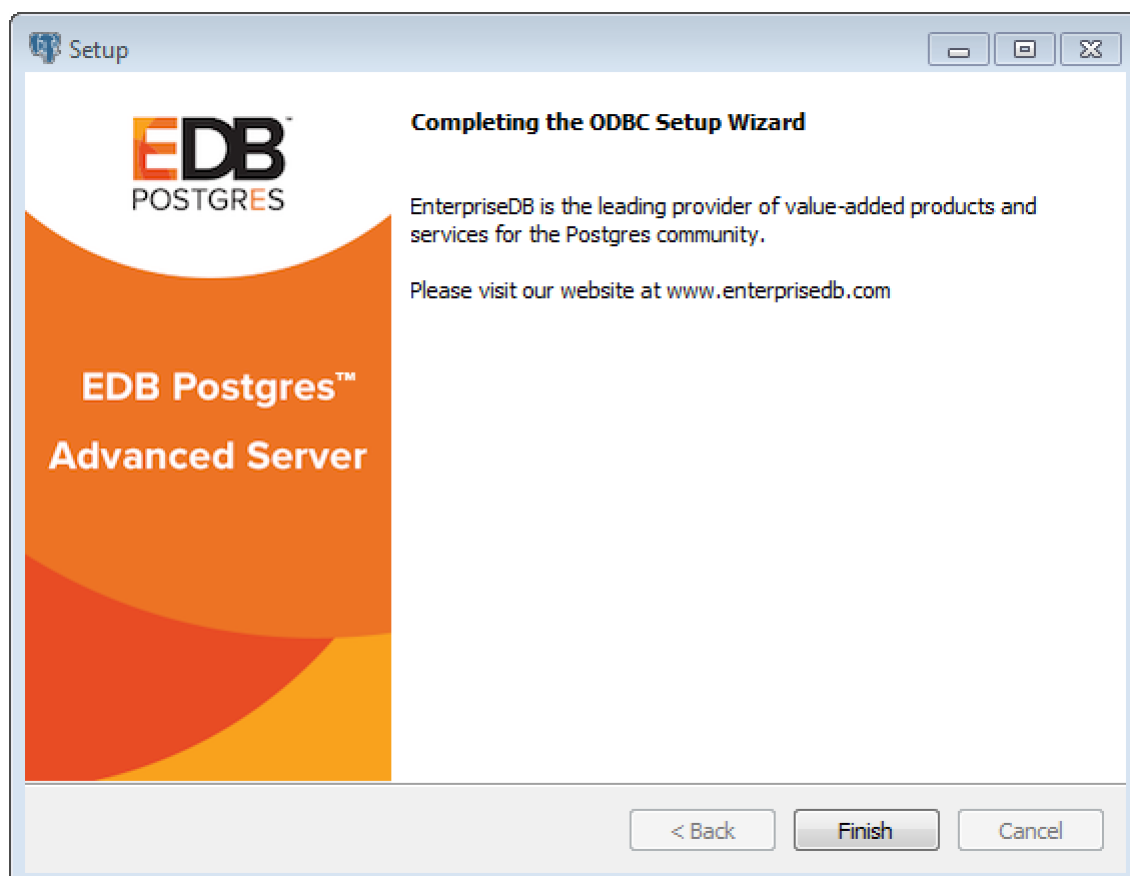 Setup
EDB™
POSTGRES
EDB Postgres™
Advanced Server
Completing the ODBC Setup Wizard
EnterpriseDB is the leading provider of value-added products and
services for the Postgres community.
Please visit our website at www.enterprisedb.com
< Back
Finish
Cancel